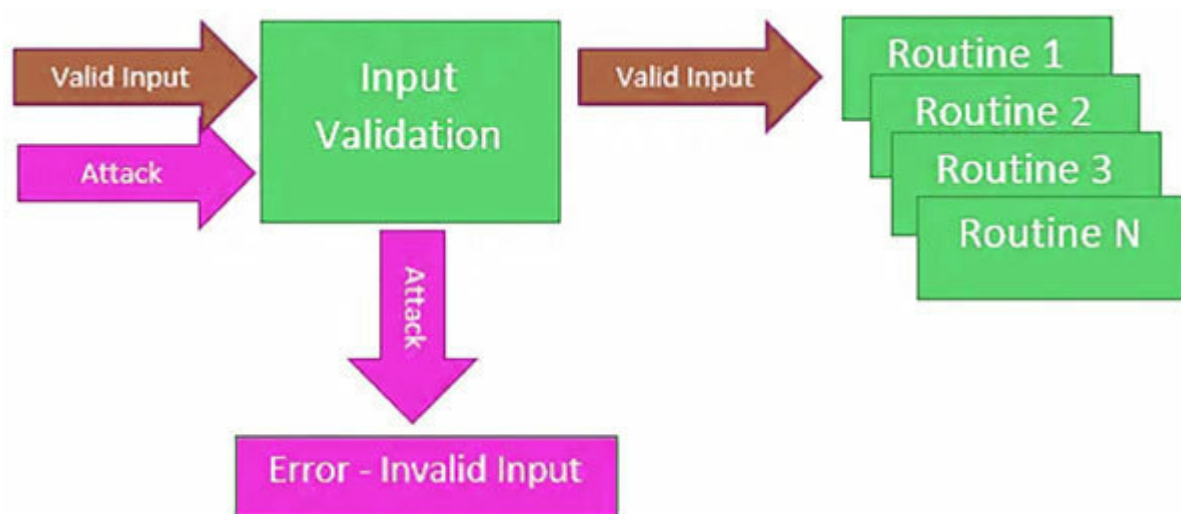 Valid Input
Attack
Input
Validation
Valid Input
Routine 1
Routine 2
Routine 3
Routine N
Attack
Error - Invalid Input